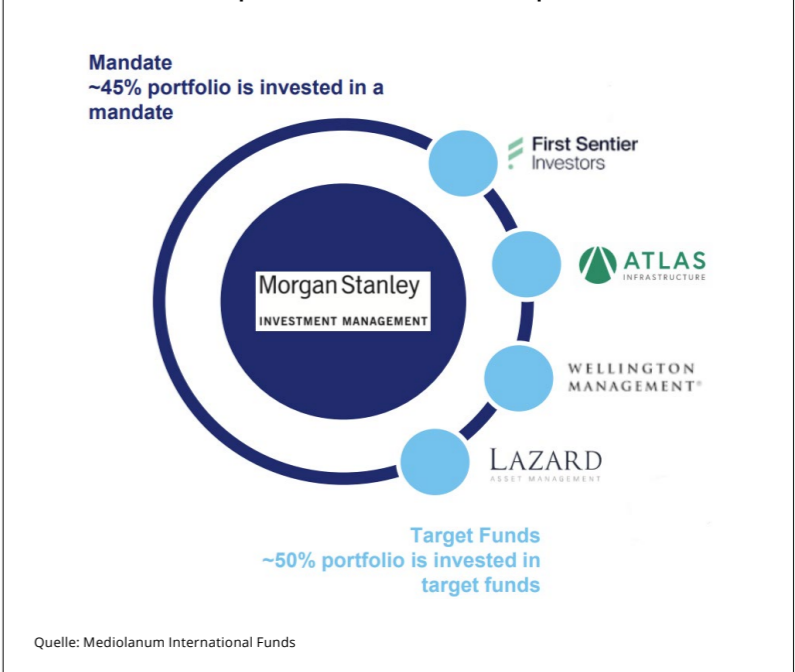 Mandate
~45% portfolio is invested in a
mandate
First Sentier
Investors
ATLAS
INFRASTRUCTURE
Morgan Stanley
INVESTMENT MANAGEMENT
WELLINGTON
MANAGEMENT®
LAZARD
ASSET MANAGEMENT
Target Funds
~50% portfolio is invested in
target funds
Quelle: Mediolanum International Funds